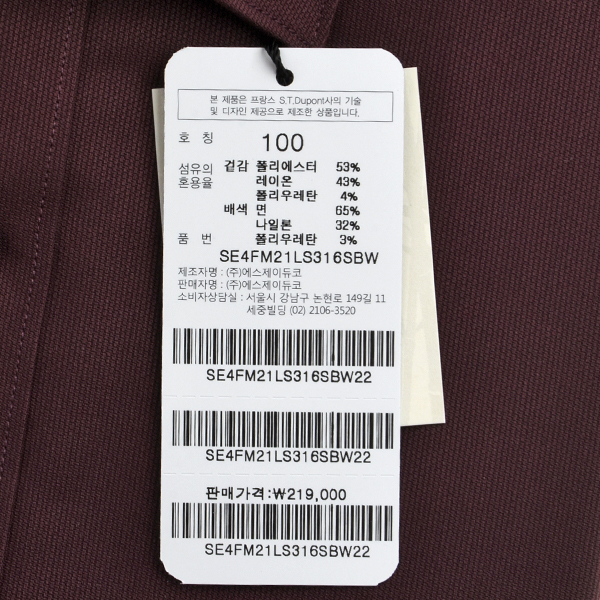 본 제품은 프랑스 S.T.Dupont사의 기술
및 디자인 제공으로 제조한 상품입니다.
호 칭 100
섬유의 겉감 폴리에스터 53%
혼용율 레이온 43%
폴리우레탄 4%
배색 면 65%
나일론 32%
품 번 폴리우레탄 3%
SE4FM21LS316SBW
제조자명 : (주)에스제이듀코
판매자명 : (주)에스제이듀코
소비자상담실 : 서울시 강남구 논현로 149길 11
세중빌딩 (02) 2106-3520
SE4FM21LS316SBW22
SE4FM21LS316SBW22
판매가격:₩219,000
SE4FM21LS316SBW22